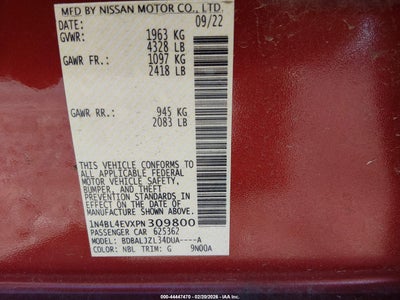 MFD BY NISSAN MOTOR CO., LTD.
DATE: 09/22
GVWR: 1963 KG
4328 LB
GAWR FR.: 1097 KG
2418 LB
GAWR RR.: 945 KG
2083 LB
THIS VEHICLE CONFORMS TO
ALL APPLICABLE FEDERAL
MOTOR VEHICLE SAFETY,
BUMPER, AND THEFT
PREVENTION STANDARDS
IN EFFECT ON THE DATE OF
MANUFACTURE SHOWN ABOVE.
1N4BL4EVXPN309800
PASSENGER CAR 625362
MODEL: BDBALJZL34DUA----A
COLOR: NBL TRIM: G 9N00A
000-44447470 - 02/20/2026 - IAA, Inc.